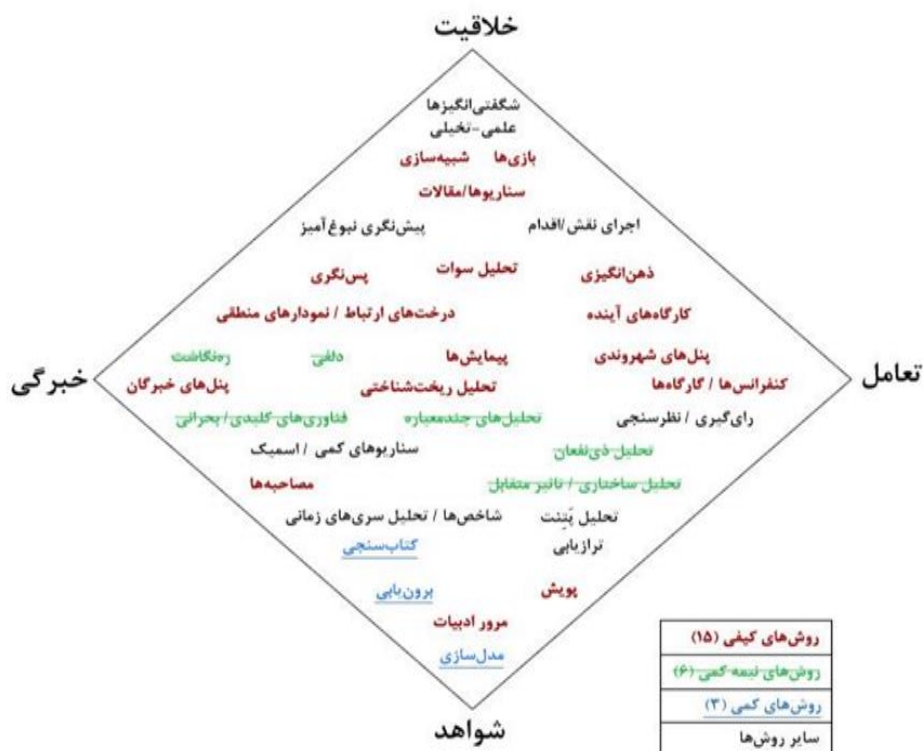 خلاقیت
شگفتی‌انگیزها
علمی-تخیلی
بازی‌ها شبیه‌سازی
سناریوها/مقالات
اجرای نقش/اقدام پیش‌نگری نبوغ‌آمیز
ذهن‌انگیزی تحلیل سوات پس‌نگری
کارگاه‌های آینده درخت‌های ارتباط / نمودارهای منطقی
پنل‌های شهروندی پیمایش‌ها دلفی ره‌نگاشت
تعامل خبرگی
کنفرانس‌ها / گارگاه‌ها تحلیل ریخت‌شناختی پنل‌های خبرگان
رای‌گیری / نظرسنجی تحلیل‌های چندمعیاره فناوری‌های کلیدی/ بحرانی
تحلیل ذی‌نفعان سناریوهای کمی / اسمیک
تحلیل ساختاری / تاثیر متقابل مصاحبه‌ها
تحلیل پَتِنت شاخص‌ها / تحلیل سری‌های زمانی
ترازیابی کتاب‌سنجی
پویش برون‌یابی
مرور ادبیات
مدل‌سازی
شواهد
روش‌های کیفی (۱۵)
روش‌های نیمه کمی (۶)
روش‌های کمی (۳)
سایر روش‌ها